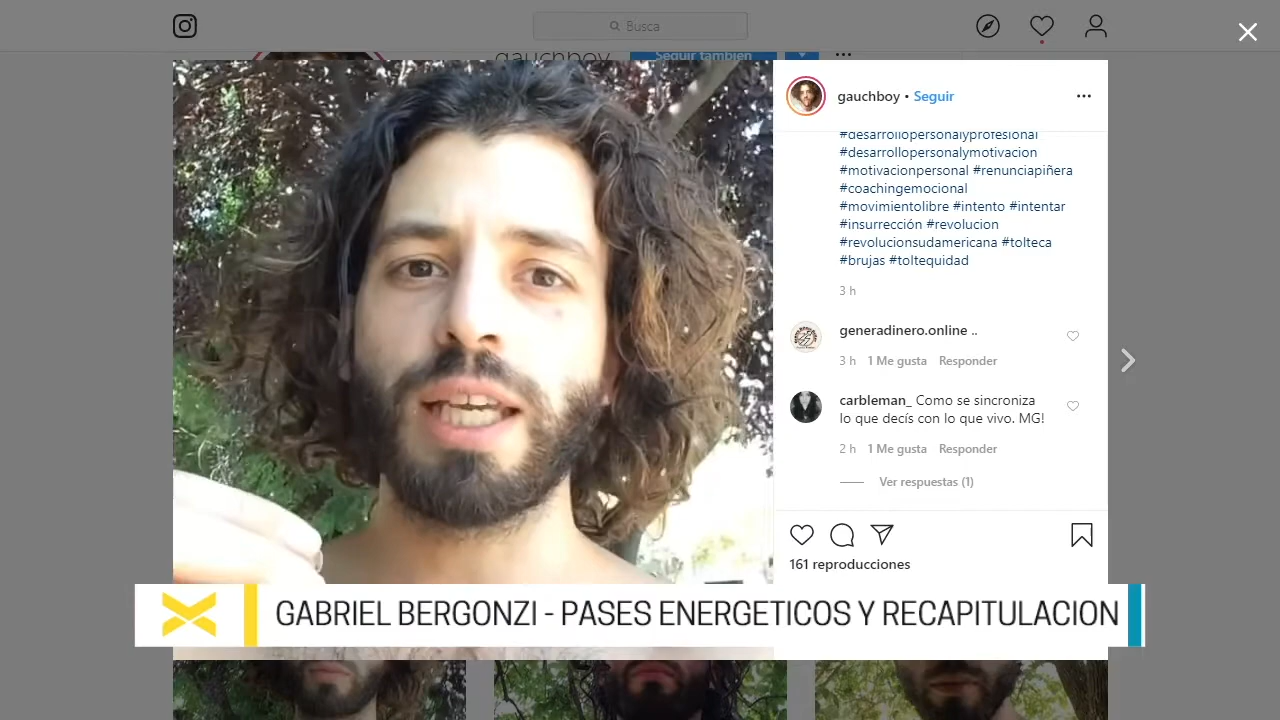 Busca
gauchboy
Seguir también
gauchboy • Seguir
#desarrollopersonalyprofesional
#desarrollopersonalymotivacion
#motivacionpersonal #renunciapiñera
#coachingemocional
#movimientolibre #intento #intentar
#insurrección #revolucion
#revolucionsudamericana #tolteca
#brujas #toltequidad
3 h
generadinero.online ..
3 h 1 Me gusta Responder
carbleman_ Como se sincroniza
lo que decís con lo que vivo. MG!
2 h 1 Me gusta Responder
Ver respuestas (1)
161 reproducciones
GABRIEL BERGONZI - PASES ENERGETICOS Y RECAPITULACION